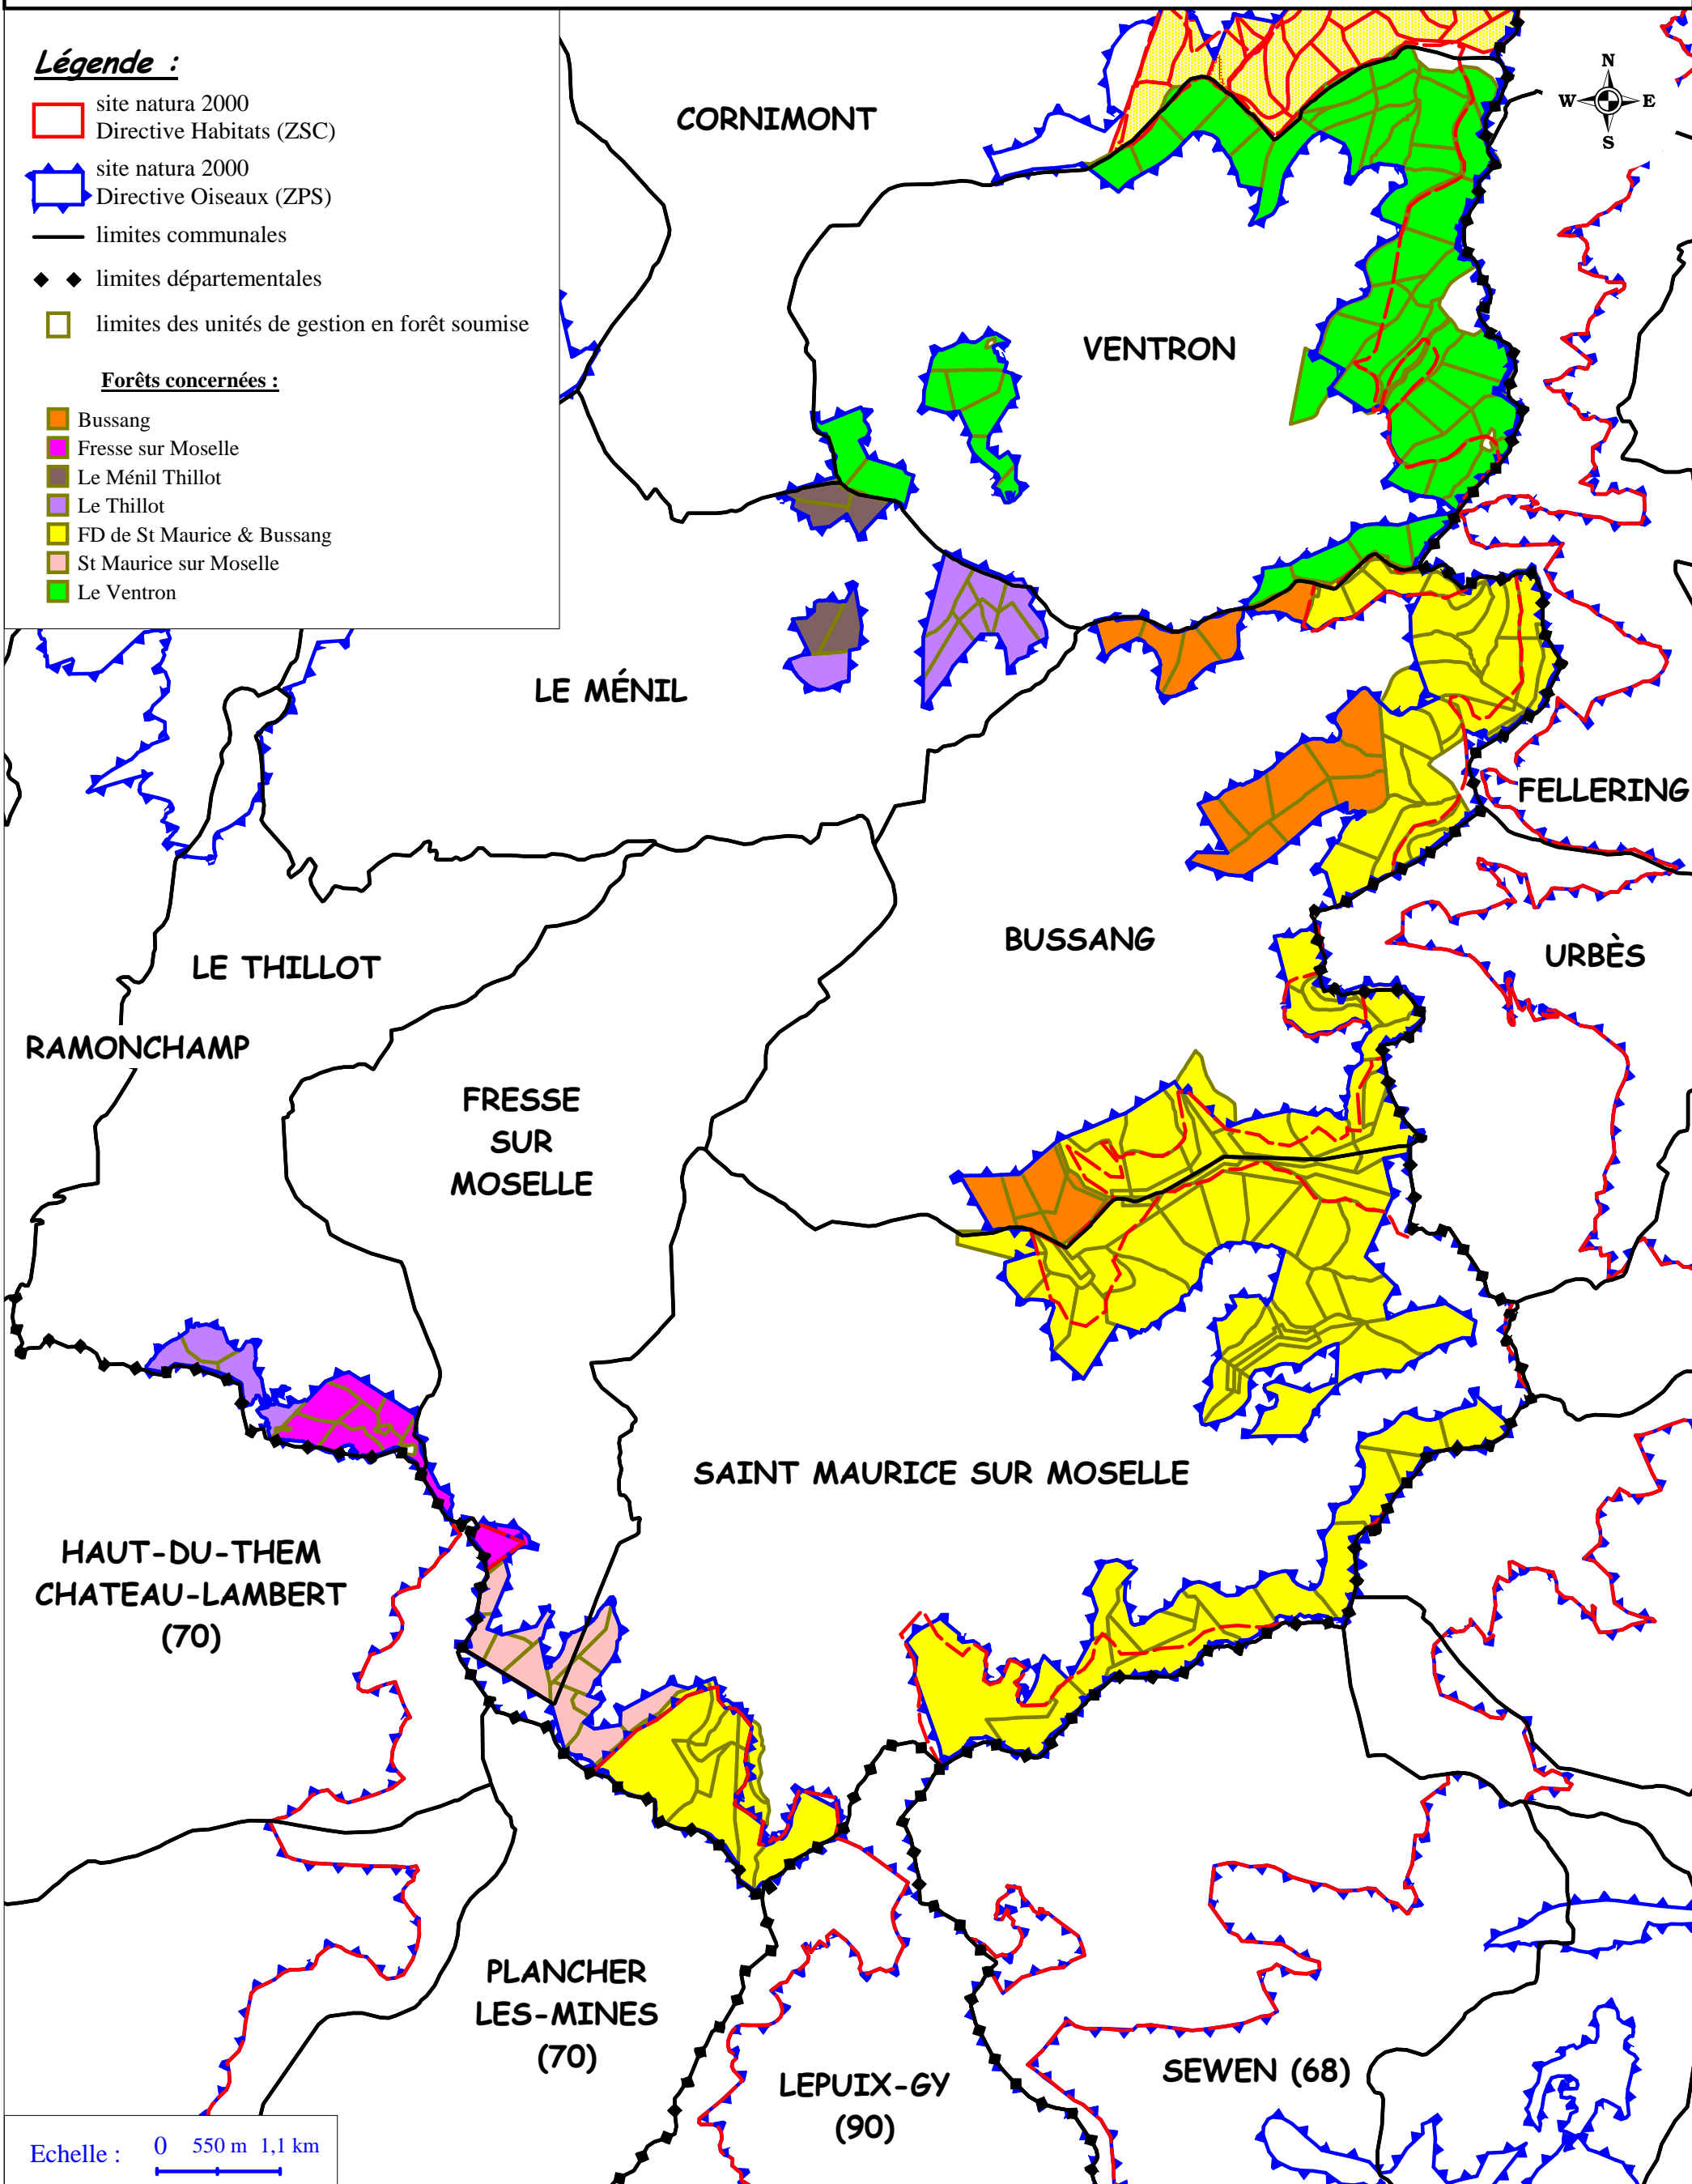 Légende :
site natura 2000
Directive Habitats (ZSC)
site natura 2000
Directive Oiseaux (ZPS)
limites communales
limites départementales
limites des unités de gestion en forêt soumise
Forêts concernées :
Bussang
Fresse sur Moselle
Le Ménil Thillot
Le Thillot
FD de St Maurice & Bussang
St Maurice sur Moselle
Le Ventron
N
W E
S
CORNIMONT
VENTRON
LE MÉNIL
FELLERING
BUSSANG
URBÈS
LE THILLOT
RAMONCHAMP
FRESSE
SUR
MOSELLE
SAINT MAURICE SUR MOSELLE
HAUT-DU-THEM
CHATEAU-LAMBERT
(70)
PLANCHER
LES-MINES
(70)
LEPUIX-GY
(90)
SEWEN (68)
Echelle : 0 550 m 1,1 km